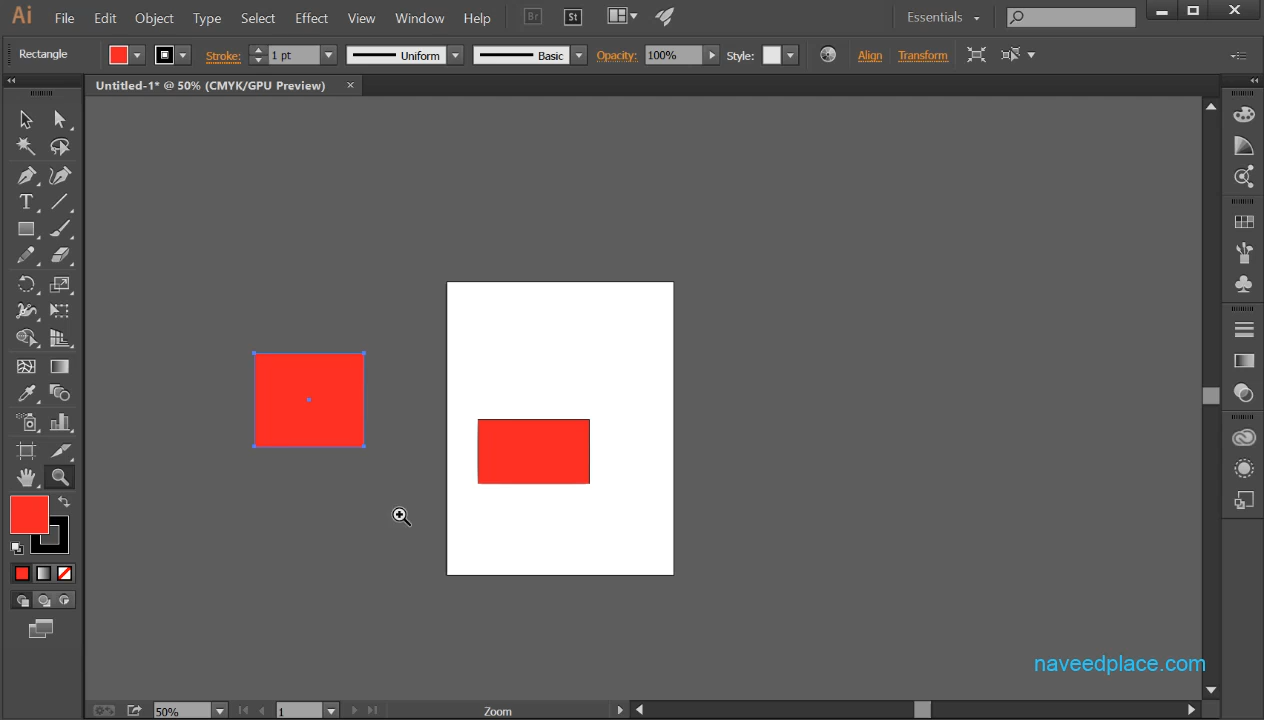 Ai File Edit Object Type Select Effect View Window Help Br St Essentials
Rectangle Stroke: 1 pt Uniform Basic Opacity: 100% Style: Align Transform
Untitled-1* @ 50% (CMYK/GPU Preview) ×
T
naveedplace.com
50% 1 Zoom